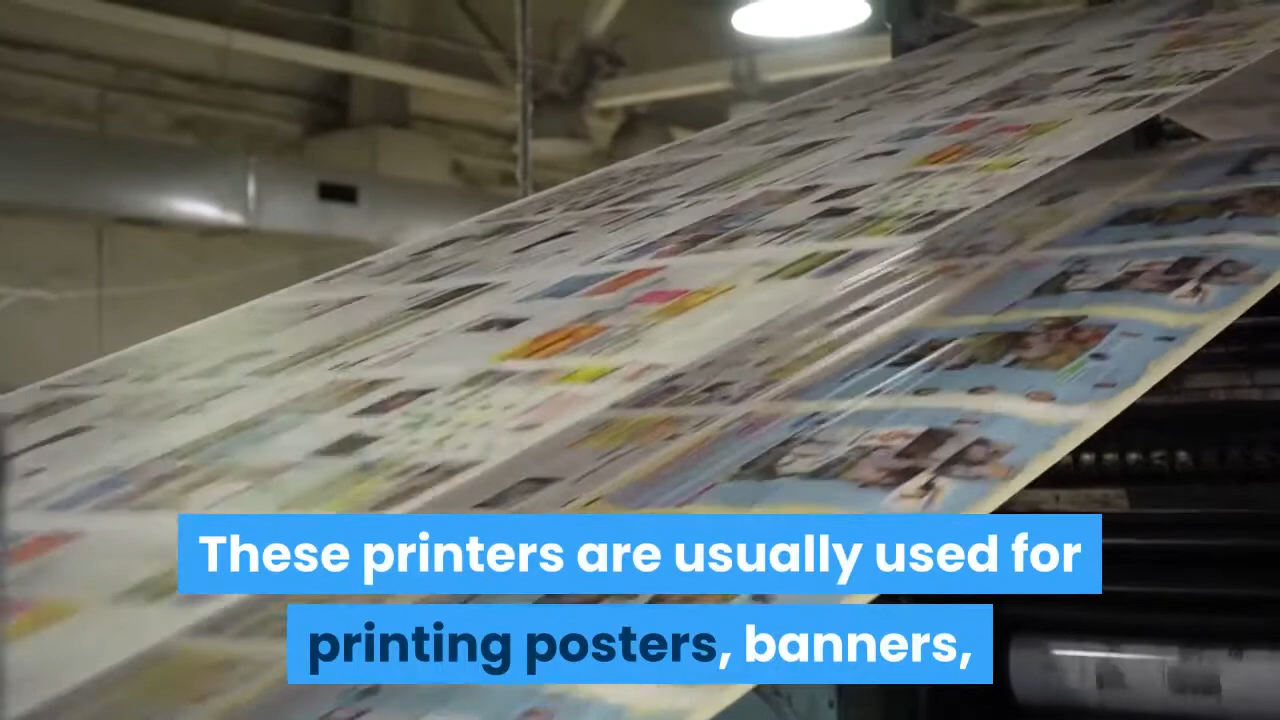 These printers are usually used for
printing posters, banners,